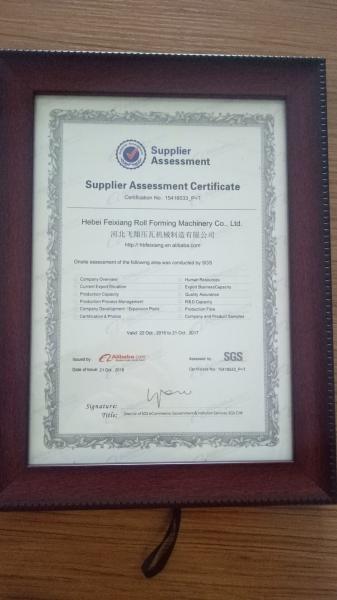 Supplier
Assessment
Supplier Assessment Certificate
Certification No. 15416033_P+T
Hebei Feixiang Roll Forming Machinery Co., Ltd.
河北飞翔压瓦机械制造有限公司
Onsite assessment of the following area was conducted by SGS
Company Overview
Human Resources
Current Export Situation
Export Business Capacity
Production Capacity
Quality Assurance
Production Process Management
R&D Capacity
Company Development / Expansion Plans
Production Flow
Certification & Photos
Company and Product Samples
Valid: 22 Oct., 2016 to 21 Oct., 2017
Issued by
Alibaba.com
Assessed by
SGS
Date of Issue: 21 Oct., 2016
Certificate No.: 15416033_P+T
Signature:
Title: